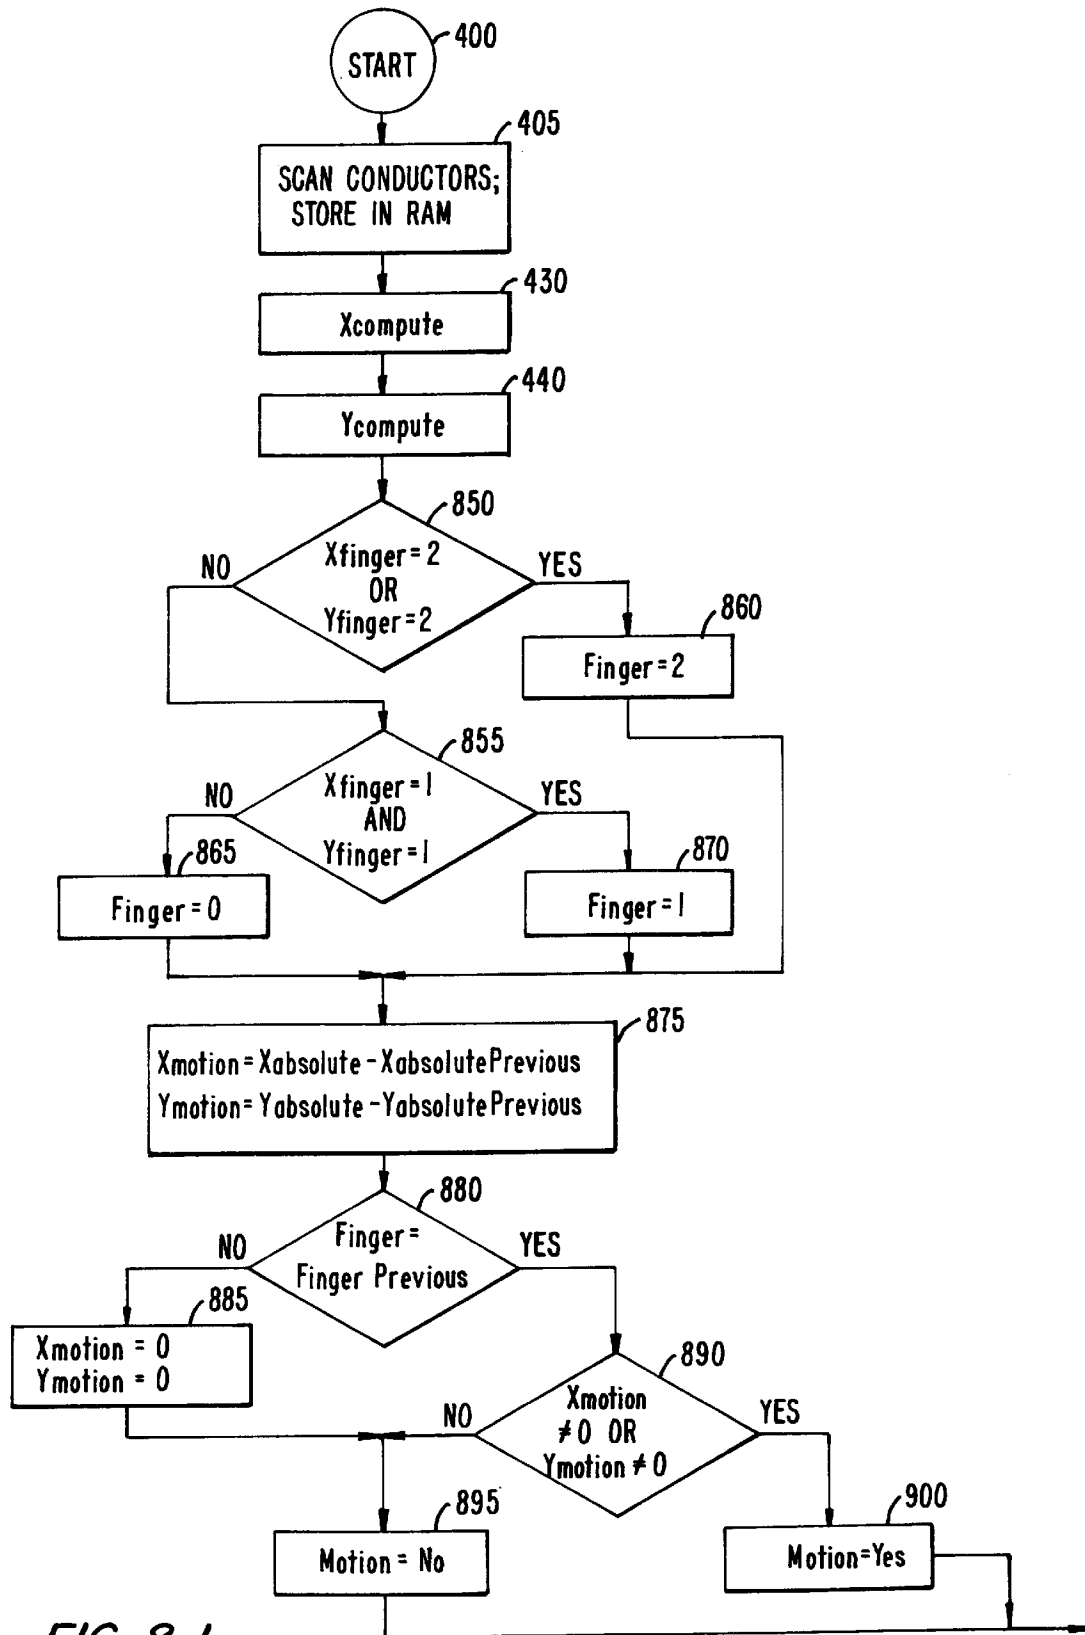 400
START
405
SCAN CONDUCTORS;
STORE IN RAM
430
Xcompute
440
Ycompute
850
NO
Xfinger=2
OR
Yfinger=2
YES
860
Finger=2
855
NO
Xfinger=1
AND
Yfinger=1
YES
865
Finger=0
870
Finger=1
875
Xmotion=Xabsolute-XabsolutePrevious
Ymotion=Yabsolute-YabsolutePrevious
880
NO
Finger=
Finger Previous
YES
885
Xmotion = 0
Ymotion = 0
890
NO
Xmotion
≠0 OR
Ymotion≠0
YES
895
Motion = No
900
Motion=Yes